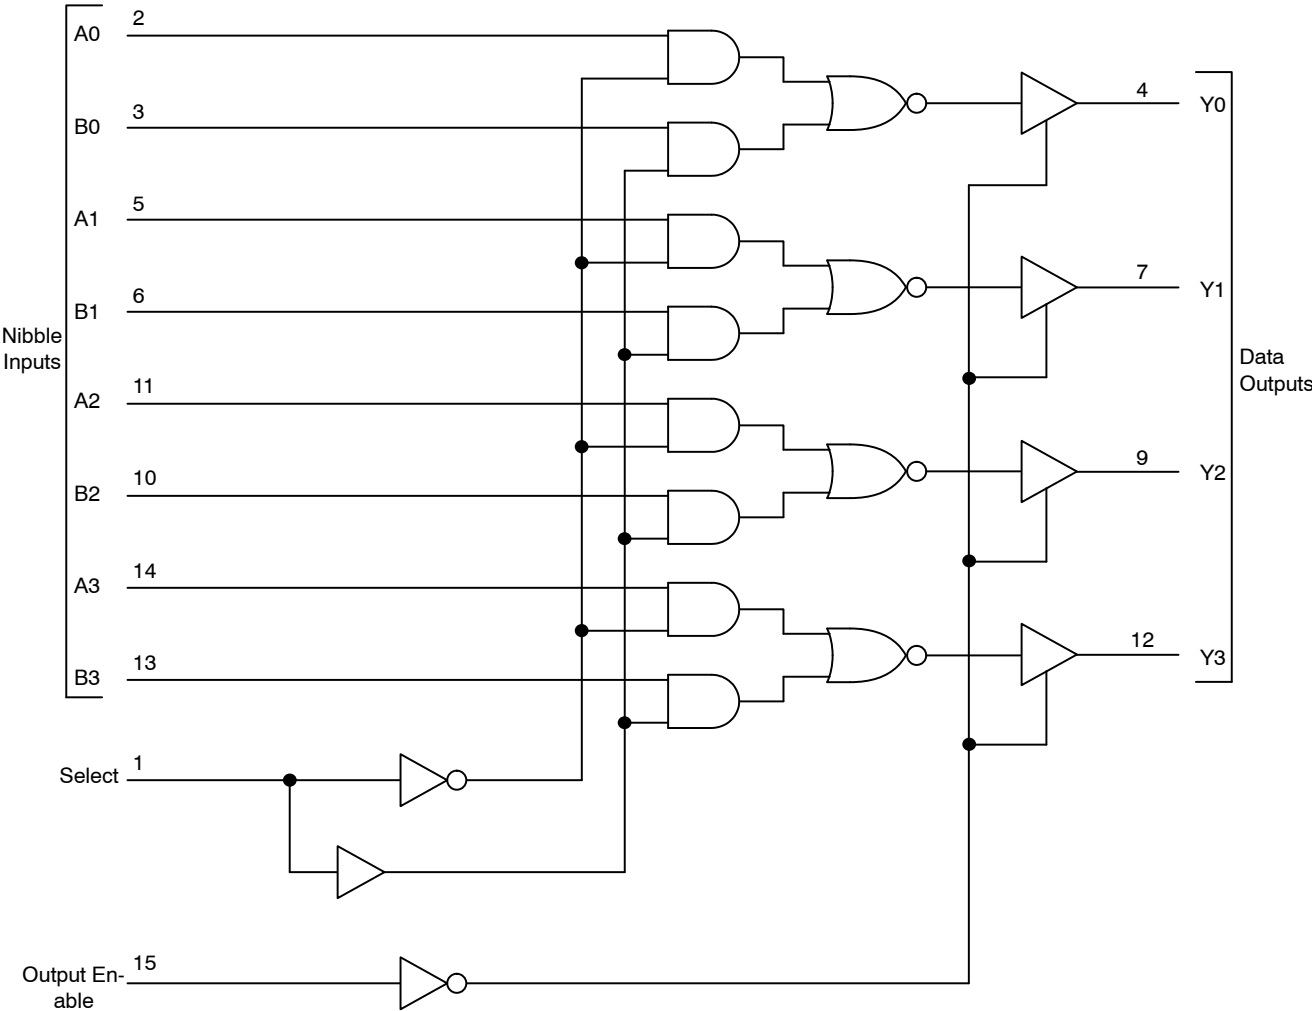 2
A0
3
B0
5
A1
6
B1
11
A2
10
B2
14
A3
13
B3
Nibble
Inputs
1
Select
15
Output En-
able
4
Y0
7
Y1
9
Y2
12
Y3
Data
Outputs